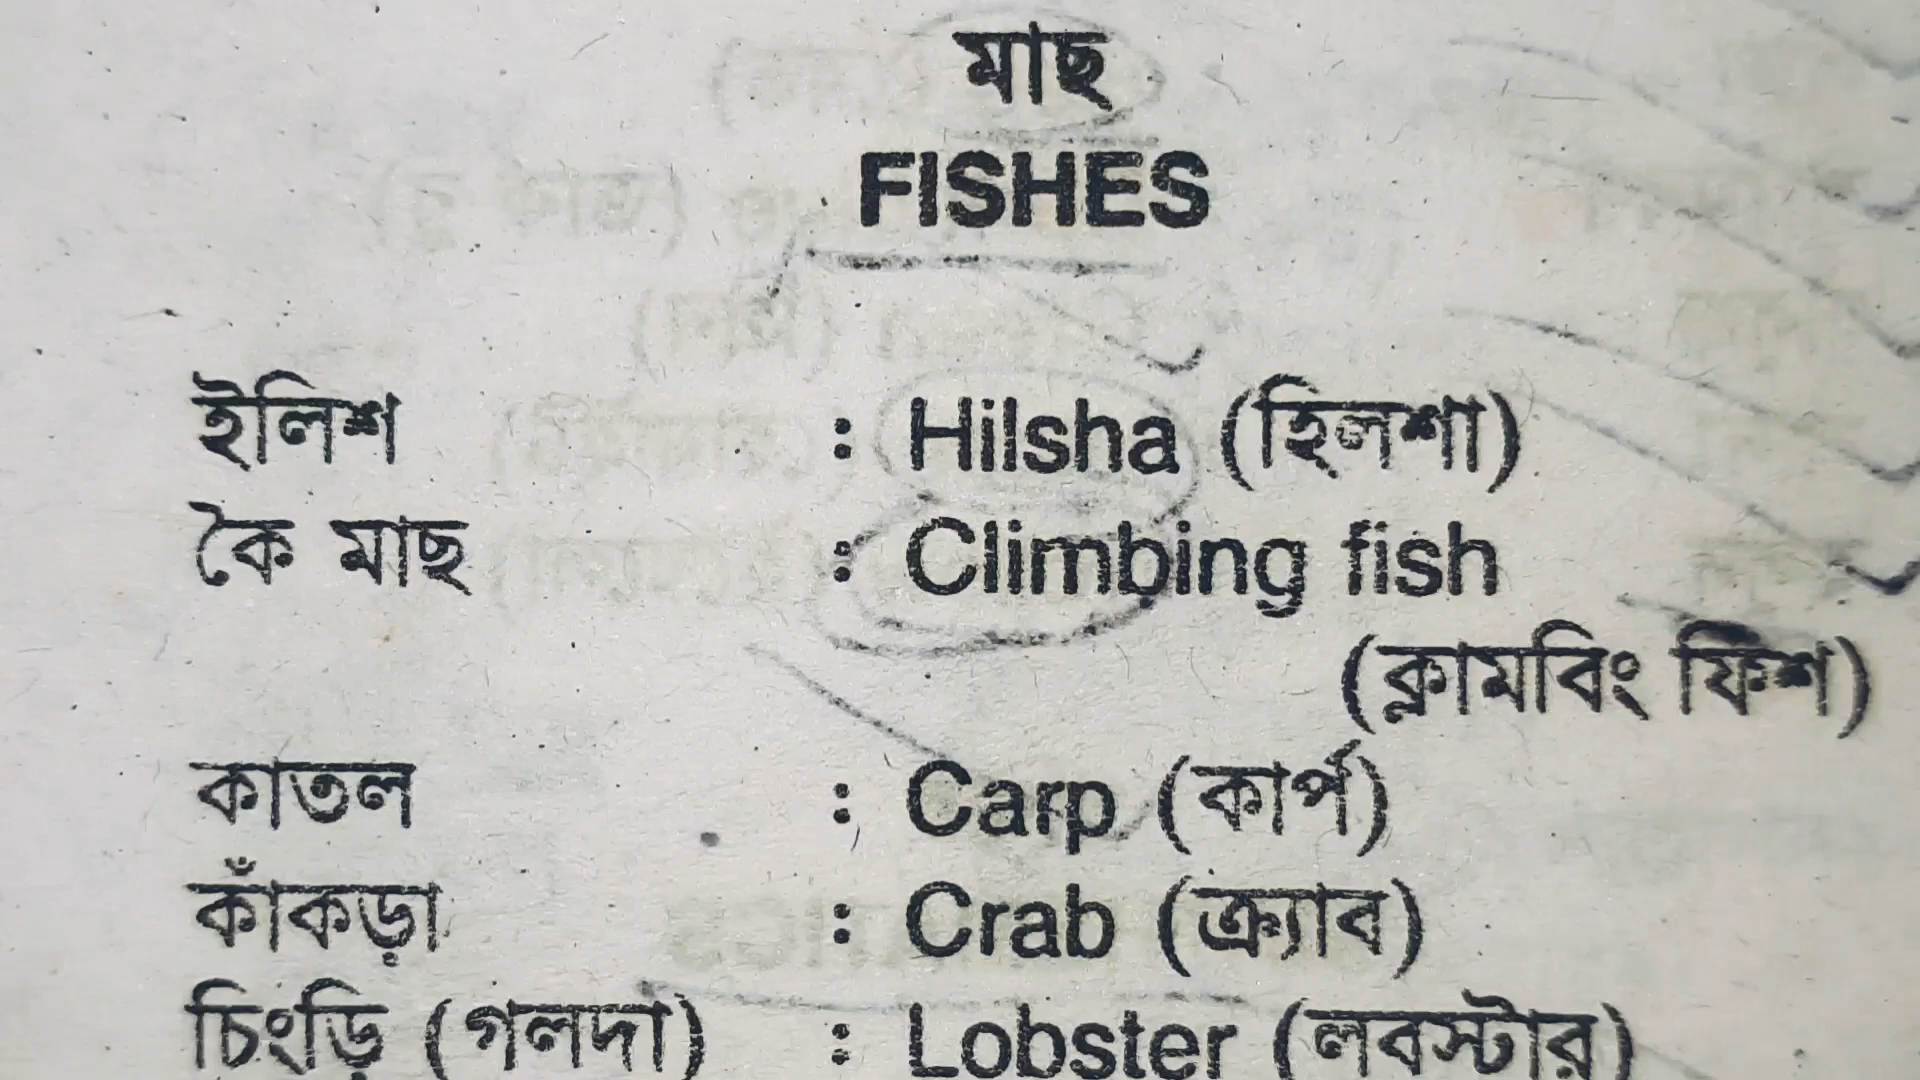 মাছ
FISHES
ইলিশ : Hilsha (হিলশা)
কৈ মাছ : Climbing fish
(ক্লামবিং ফিশ)
কাতল : Carp (কার্প)
কাঁকড়া : Crab (ক্র্যাব)
চিংড়ি (গলদা) : Lobster (লবস্টার)